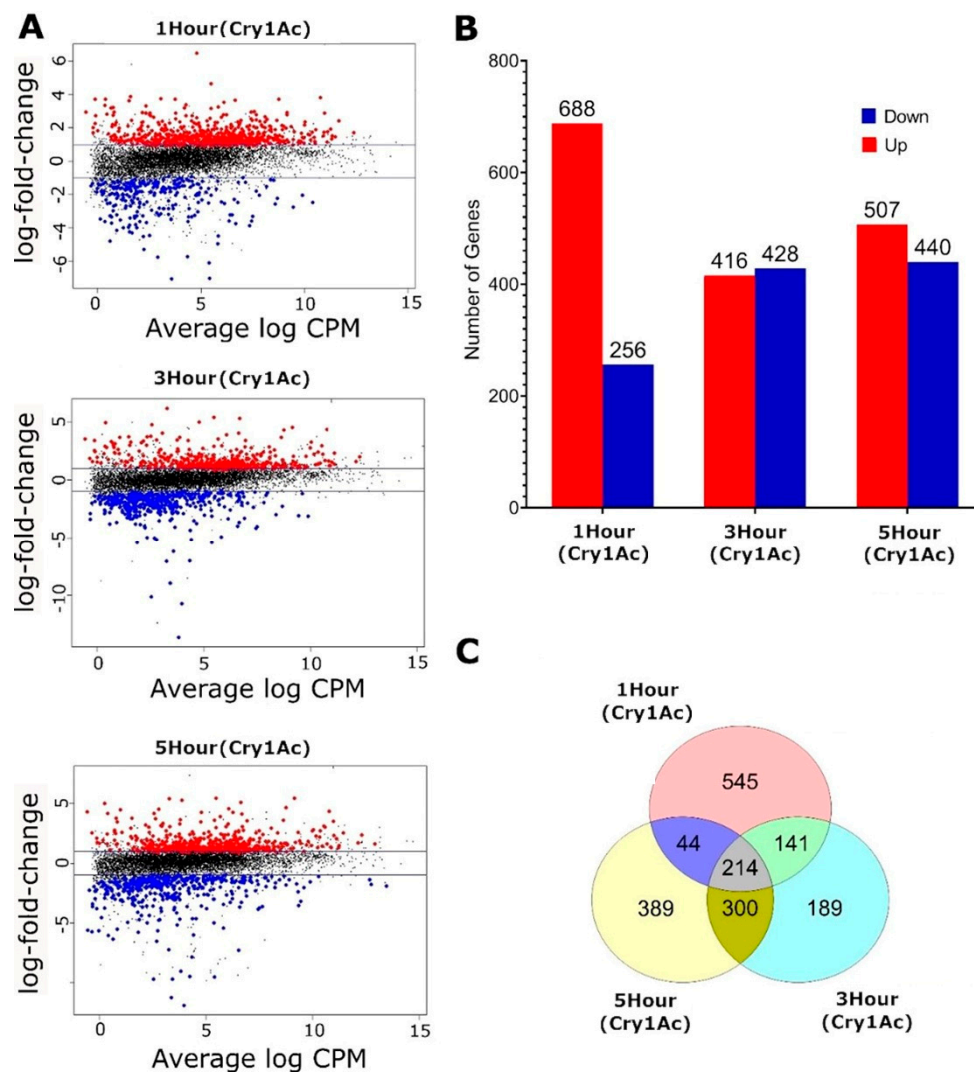 A
1Hour(Cry1Ac)
log-fold-change
6
4
2
0
-2
-4
-6
0
5
10
15
Average log CPM
3Hour(Cry1Ac)
log-fold-change
5
0
-5
-10
0
5
10
15
Average log CPM
5Hour(Cry1Ac)
log-fold-change
5
0
-5
0
5
10
15
Average log CPM
B
Number of Genes
800
600
400
200
0
688
256
416
428
507
440
Down
Up
1Hour
(Cry1Ac)
3Hour
(Cry1Ac)
5Hour
(Cry1Ac)
C
1Hour
(Cry1Ac)
545
44
141
214
389
300
189
5Hour
(Cry1Ac)
3Hour
(Cry1Ac)